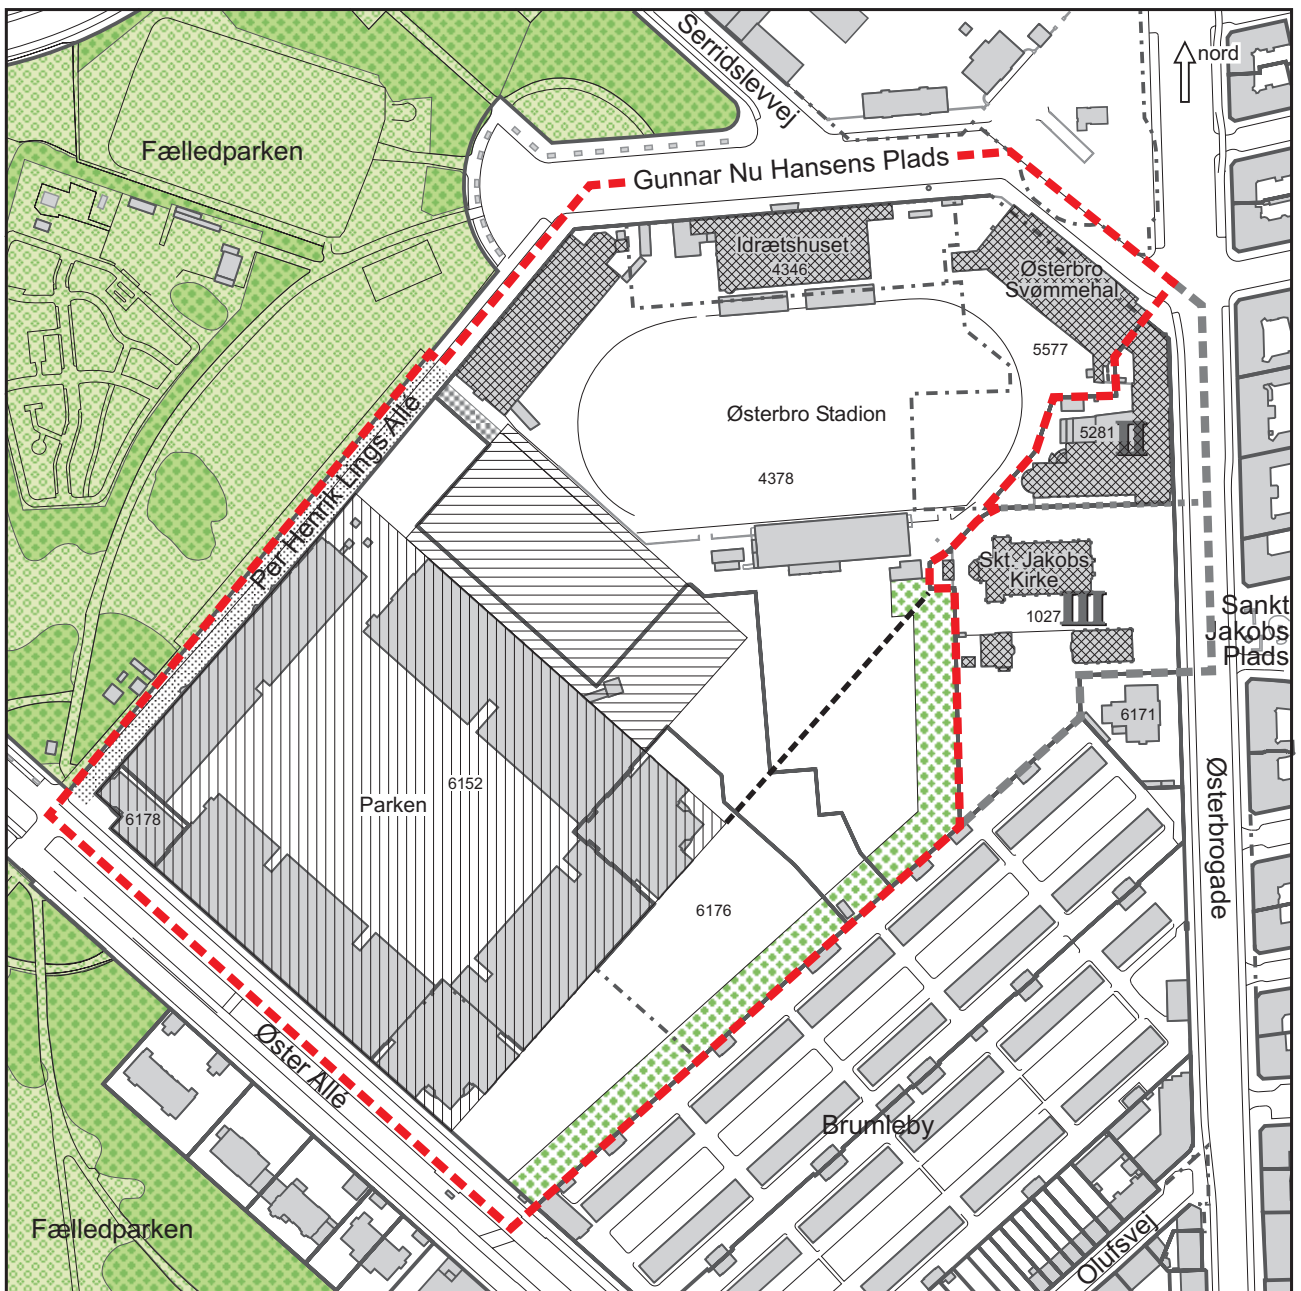 Serridslevvej
nord
Fælledparken
Gunnar Nu Hansens Plads
Idrætshuset
4346
Østerbro
Svømmehal
5577
Per Henrik Lings Allé
Østerbro Stadion
5281
4378
Skt. Jakobs
Kirke
1027
Sankt
Jakobs
Plads
6171
6152
Parken
6178
Østerbrogade
6176
Øster Allé
Brumleby
Fælledparken
Olufsvej